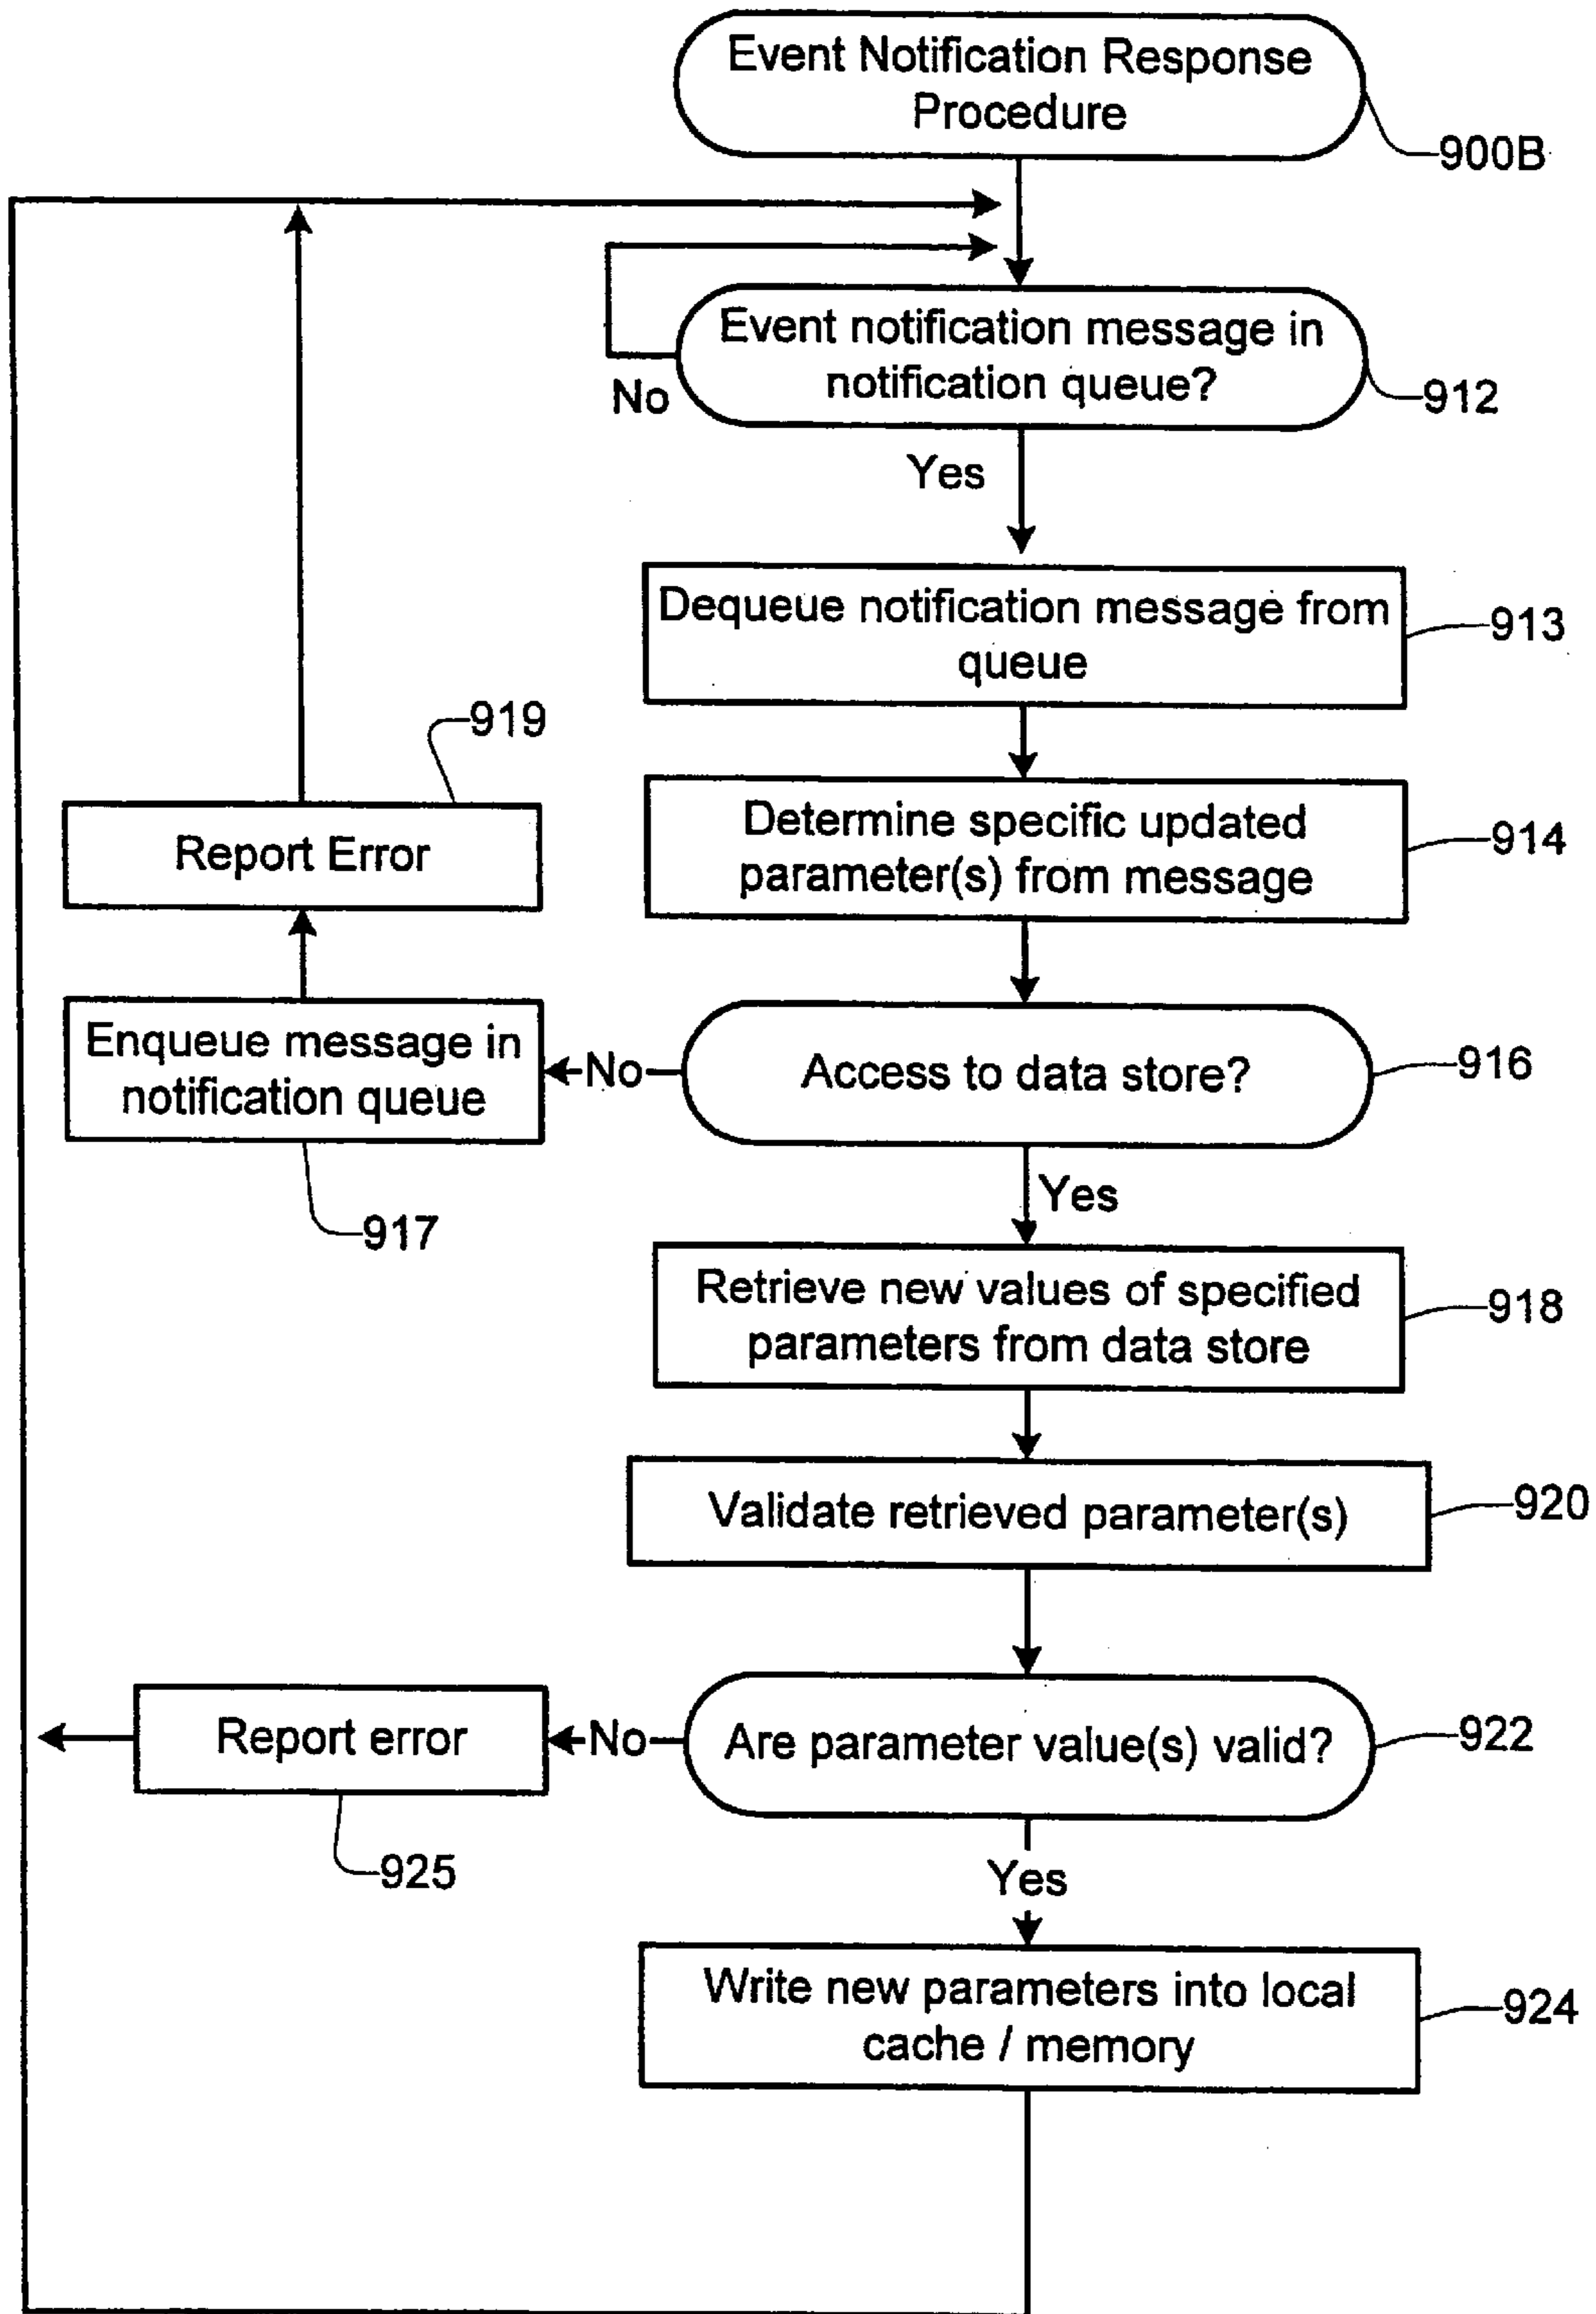 Event Notification Response
Procedure
900B
Event notification message in
notification queue?
912
No
Yes
Dequeue notification message from
queue
913
919
Report Error
Determine specific updated
parameter(s) from message
914
Enqueue message in
notification queue
917
No
Access to data store?
916
Yes
Retrieve new values of specified
parameters from data store
918
Validate retrieved parameter(s)
920
Report error
925
No
Are parameter value(s) valid?
922
Yes
Write new parameters into local
cache / memory
924